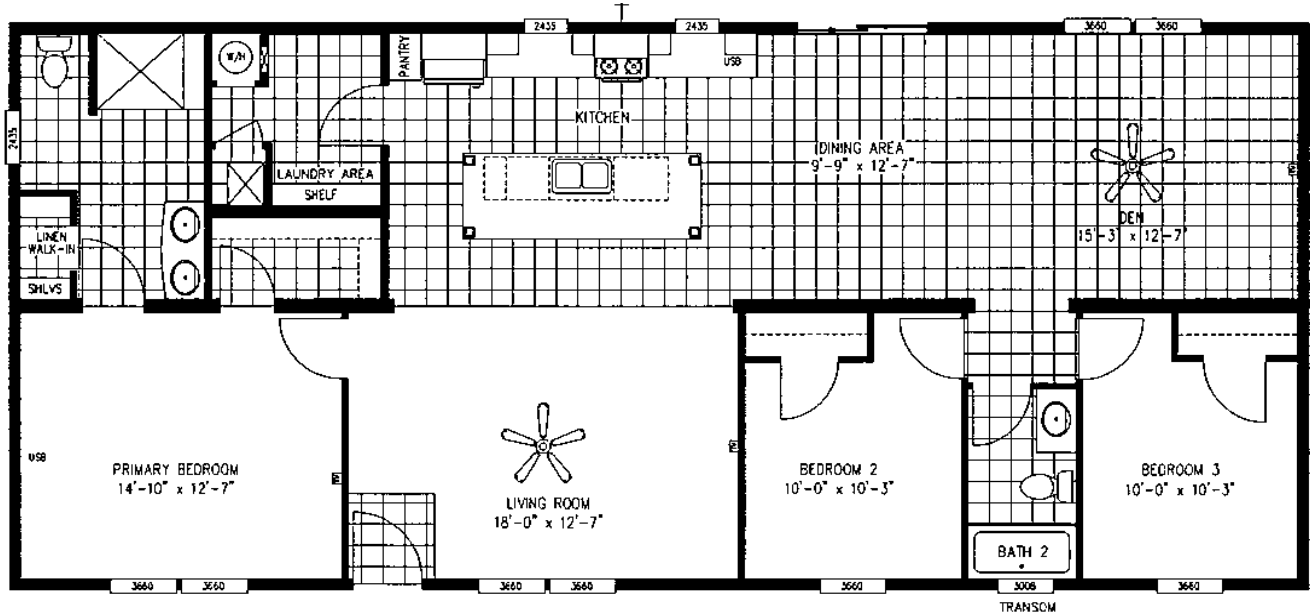 2435
2435
3660
3660
W/H
PANTRY
USB
KITCHEN
2435
DINING AREA
9'-9" x 12'-7"
LAUNDRY AREA
SHELF
DEN
15'-3" x 12'-7"
LINEN
WALK-IN
SHLVS
USB
PRIMARY BEDROOM
14'-10" x 12'-7"
LIVING ROOM
18'-0" x 12'-7"
BEDROOM 2
10'-0" x 10'-3"
BEDROOM 3
10'-0" x 10'-3"
BATH 2
3660
3660
3660
3660
3660
3006
3660
TRANSOM